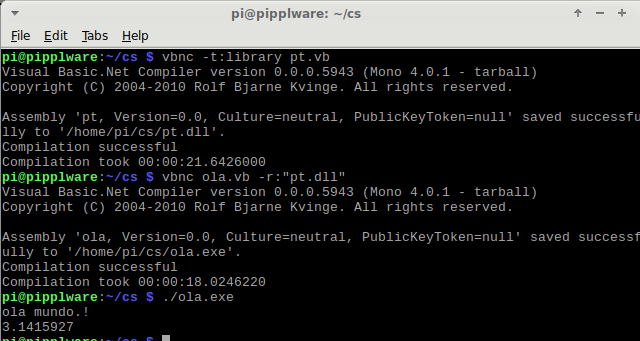 pi@pipplware: ~/cs
File Edit Tabs Help
pi@pipplware:~/cs $ vbnc -t:library pt.vb
Visual Basic.Net Compiler version 0.0.0.5943 (Mono 4.0.1 - tarball)
Copyright (C) 2004-2010 Rolf Bjarne Kvinge. All rights reserved.
Assembly 'pt, Version=0.0, Culture=neutral, PublicKeyToken=null' saved successfu
lly to '/home/pi/cs/pt.dll'.
Compilation successful
Compilation took 00:00:21.6426000
pi@pipplware:~/cs $ vbnc ola.vb -r:"pt.dll"
Visual Basic.Net Compiler version 0.0.0.5943 (Mono 4.0.1 - tarball)
Copyright (C) 2004-2010 Rolf Bjarne Kvinge. All rights reserved.
Assembly 'ola, Version=0.0, Culture=neutral, PublicKeyToken=null' saved successf
ully to '/home/pi/cs/ola.exe'.
Compilation successful
Compilation took 00:00:18.0246220
pi@pipplware:~/cs $ ./ola.exe
ola mundo.!
3.1415927
pi@pipplware:~/cs $